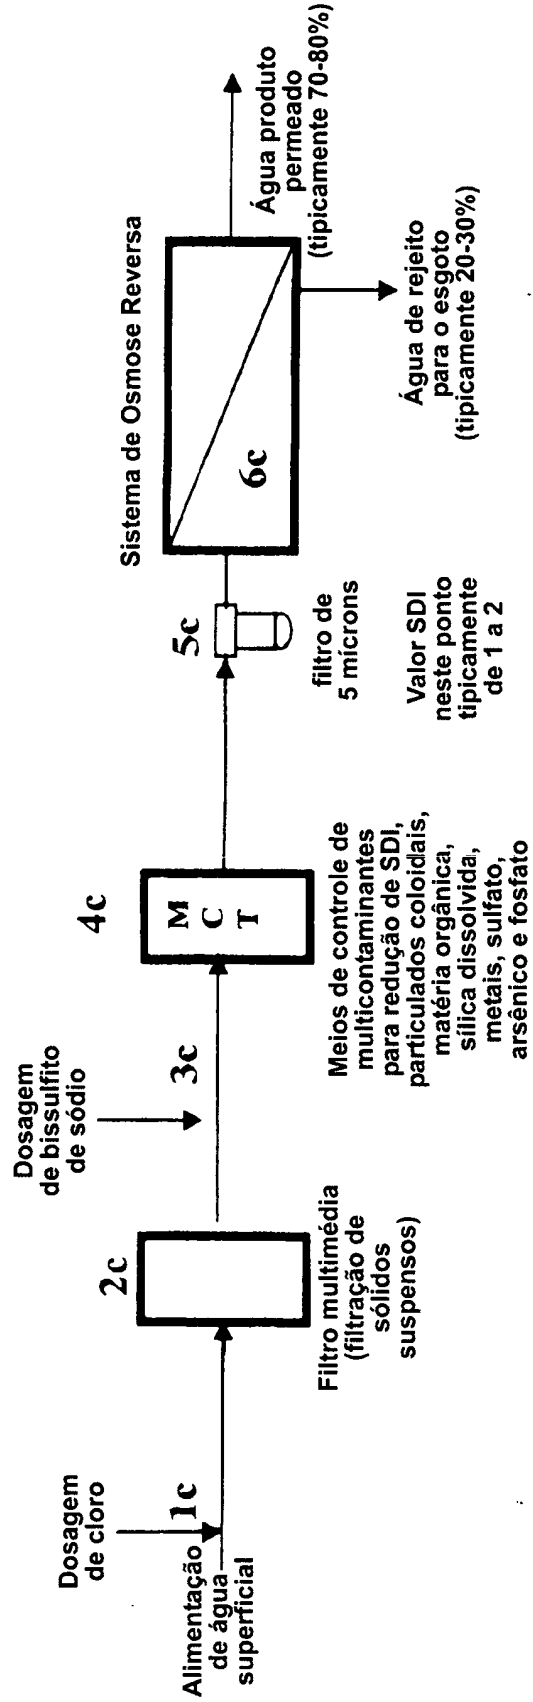 Dosagem
de cloro
1c
Alimentação
de água
superficial
2c
Filtro multimédia
(filtração de
sólidos
suspensos)
Dosagem
de bissulfito
de sódio
3c
4c
M
C
T
Meios de controle de
multicontaminantes
para redução de SDI,
particulados coloidais,
matéria orgânica,
sílica dissolvida,
metais, sulfato,
arsênico e fosfato
5c
filtro de
5 mícrons
Valor SDI
neste ponto
tipicamente
de 1 a 2
Sistema de Osmose Reversa
6c
Água produto
permeado
(tipicamente 70-80%)
Água de rejeito
para o esgoto
(tipicamente 20-30%)